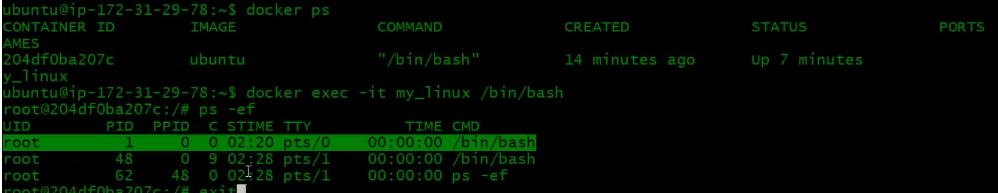 ubuntu@ip-172-31-29-78:~$ docker ps
CONTAINER ID        IMAGE               COMMAND             CREATED             STATUS              PORTS
AMES
204df0ba207c        ubuntu              "/bin/bash"         14 minutes ago      Up 7 minutes
y_linux
ubuntu@ip-172-31-29-78:~$ docker exec -it my_linux /bin/bash
root@204df0ba207c:/# ps -ef
UID        PID  PPID  C STIME TTY          TIME CMD
root         1     0  0 02:20 pts/0    00:00:00 /bin/bash
root        48     0  9 02:28 pts/1    00:00:00 /bin/bash
root        62    48  0 02:28 pts/1    00:00:00 ps -ef
root@204df0ba207c:/# exit